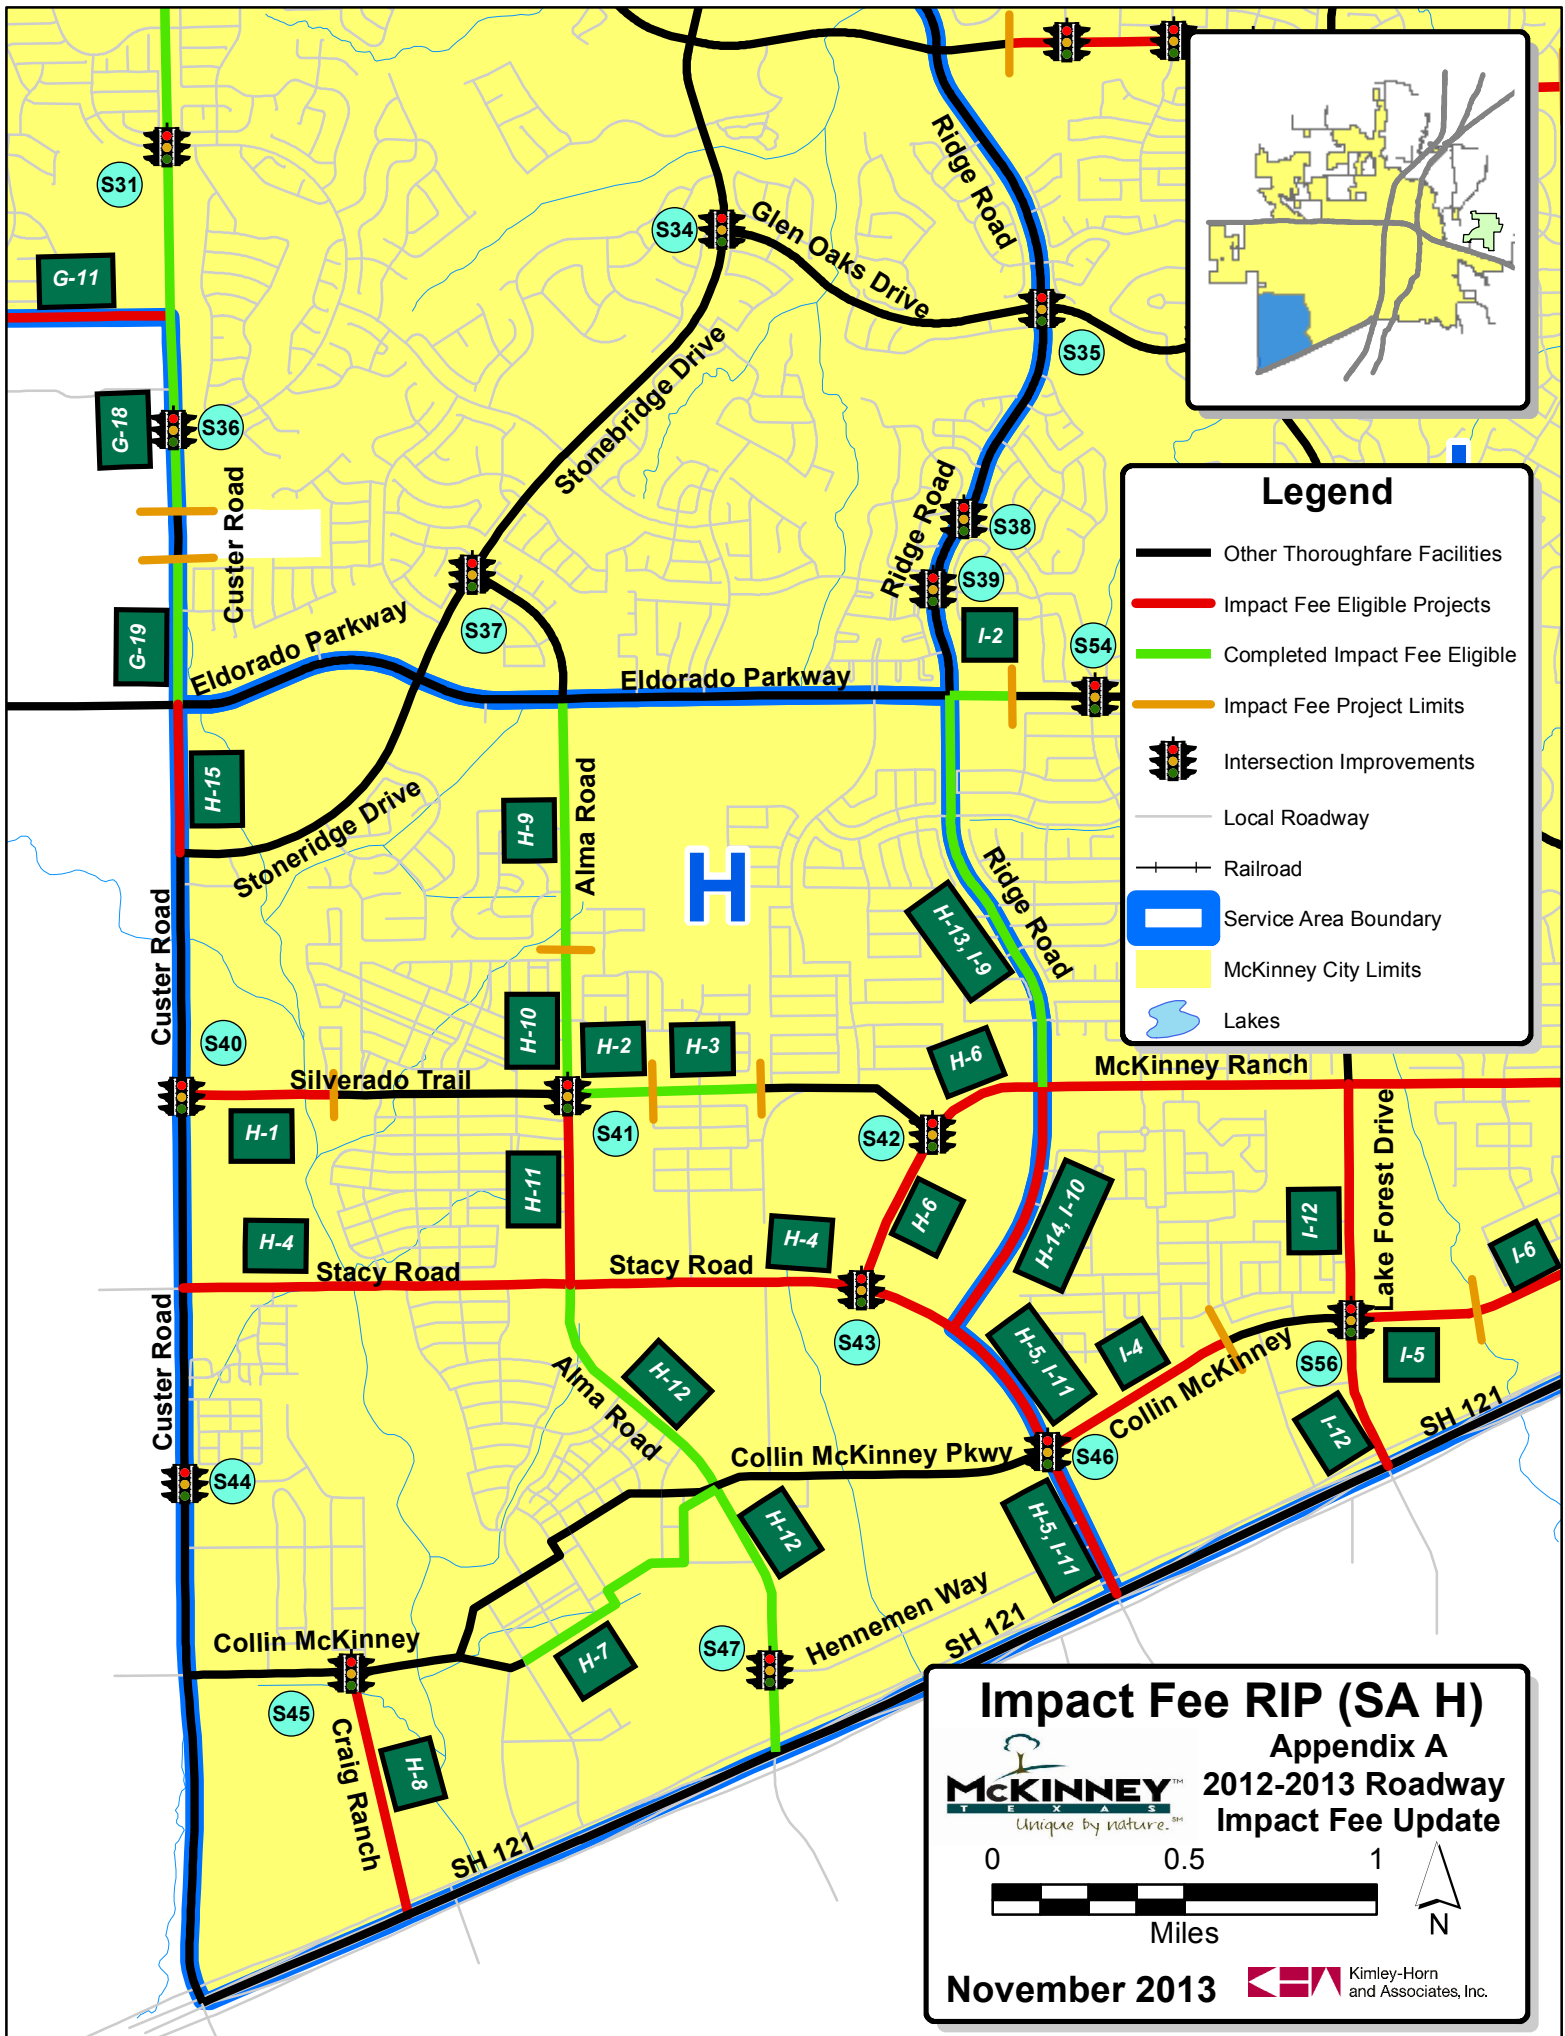 S31
G-11
G-18
S36
Custer Road
G-19
S34
Glen Oaks Drive
Ridge Road
S35
Stonebridge Drive
Ridge Road
S38
S39
I-2
S54
S37
Eldorado Parkway
Eldorado Parkway
H-15
Stoneridge Drive
H-9
Alma Road
H
Custer Road
H-13, I-9
Ridge Road
S40
H-10
H-2
H-3
H-6
McKinney Ranch
Silverado Trail
H-1
S41
S42
H-11
H-6
H-14, I-10
I-12
Lake Forest Drive
I-6
H-4
H-4
Stacy Road
Stacy Road
S43
H-5, I-11
I-4
Collin McKinney
S56
I-5
I-12
SH 121
Custer Road
Alma Road
H-12
Collin McKinney Pkwy
S46
S44
H-12
H-5, I-11
Hennemen Way
SH 121
Collin McKinney
H-7
S47
S45
Craig Ranch
H-8
SH 121
Legend
Other Thoroughfare Facilities
Impact Fee Eligible Projects
Completed Impact Fee Eligible
Impact Fee Project Limits
Intersection Improvements
Local Roadway
Railroad
Service Area Boundary
McKinney City Limits
Lakes
Impact Fee RIP (SA H)
Appendix A
2012-2013 Roadway
Impact Fee Update
McKINNEY™
TEXAS
Unique by nature.℠
0 0.5 1
Miles
N
November 2013
Kimley-Horn
and Associates, Inc.